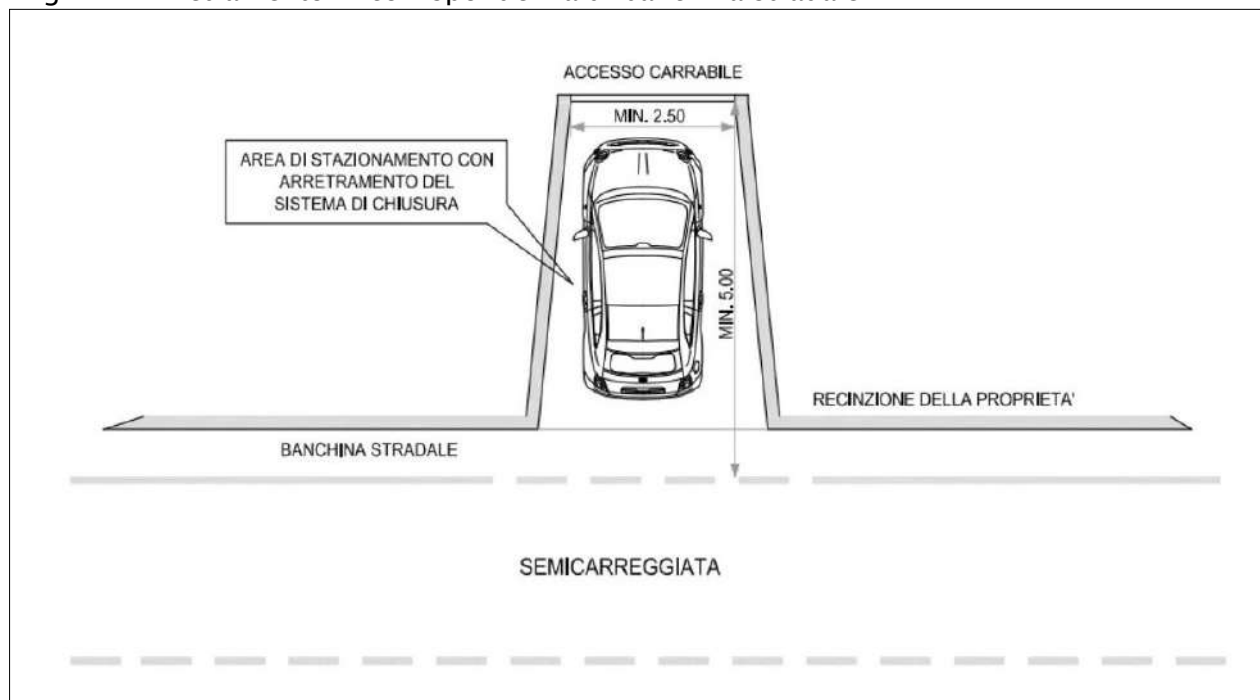 ACCESSO CARRABILE
MIN. 2.50
AREA DI STAZIONAMENTO CON
ARRETRAMENTO DEL
SISTEMA DI CHIUSURA
MIN. 5.00
RECINZIONE DELLA PROPRIETA'
BANCHINA STRADALE
SEMICARREGGIATA